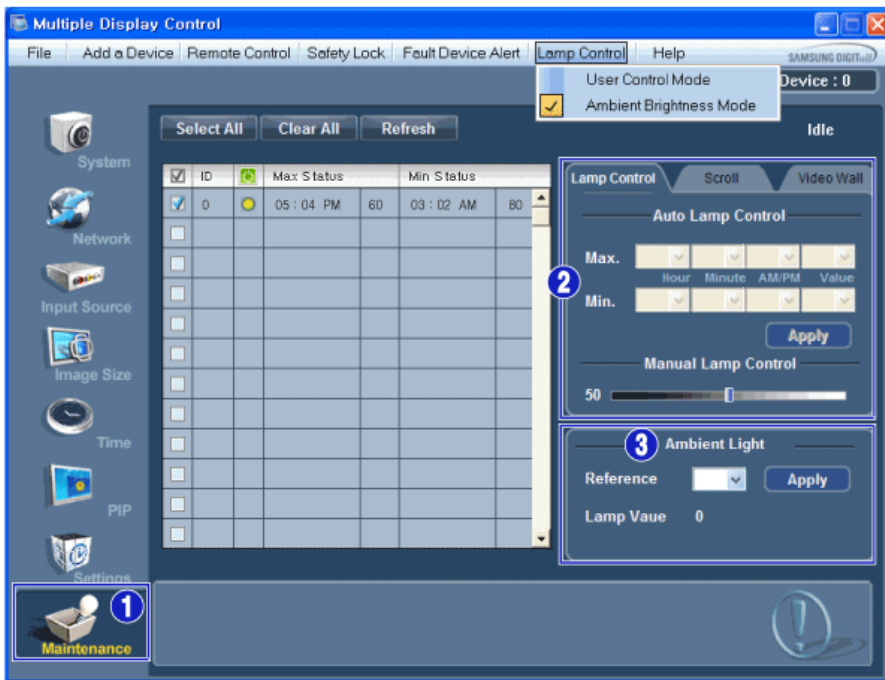 Multiple Display Control
File Add a Device Remote Control Safety Lock Fault Device Alert Lamp Control Help SAMSUNG DIGITall
User Control Mode
Device : 0
Ambient Brightness Mode
Select All Clear All Refresh
Idle
System
Network
Input Source
Image Size
Time
PIP
Settings
1
Maintenance
ID Max Status Min Status
0 05 : 04 PM 60 03 : 02 AM 80
Lamp Control Scroll Video Wall
Auto Lamp Control
Max.
Hour Minute AM/PM Value
2
Min.
Apply
Manual Lamp Control
50
3 Ambient Light
Reference Apply
Lamp Vaue 0